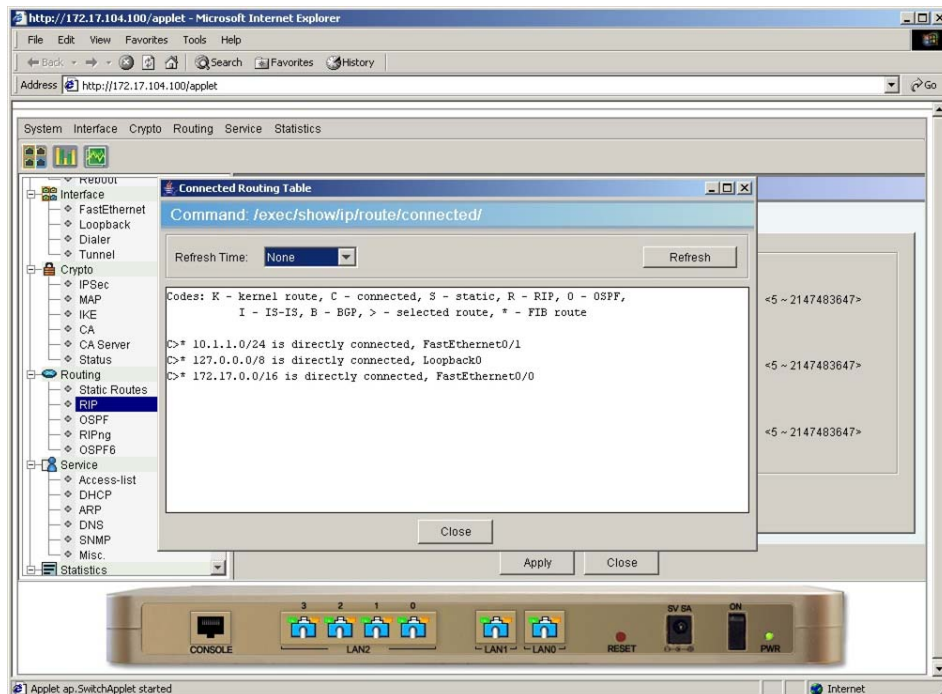 http://172.17.104.100/applet - Microsoft Internet Explorer
File Edit View Favorites Tools Help
Back Search Favorites History
Address http://172.17.104.100/applet Go
System Interface Crypto Routing Service Statistics
Reboot
Interface
FastEthernet
Loopback
Dialer
Tunnel
Crypto
IPSec
MAP
IKE
CA
CA Server
Status
Routing
Static Routes
RIP
OSPF
RIPng
OSPF6
Service
Access-list
DHCP
ARP
DNS
SNMP
Misc.
Statistics
Connected Routing Table
Command: /exec/show/ip/route/connected/
Refresh Time: None Refresh
Codes: K - kernel route, C - connected, S - static, R - RIP, O - OSPF,
I - IS-IS, B - BGP, > - selected route, * - FIB route
C>* 10.1.1.0/24 is directly connected, FastEthernet0/1
C>* 127.0.0.0/8 is directly connected, Loopback0
C>* 172.17.0.0/16 is directly connected, FastEthernet0/0
Close
<5 ~ 2147483647>
<5 ~ 2147483647>
<5 ~ 2147483647>
Apply Close
3 2 1 0
CONSOLE LAN2 LAN1 LAN0 RESET 5V 5A ON PWR
Applet ap.SwitchApplet started Internet